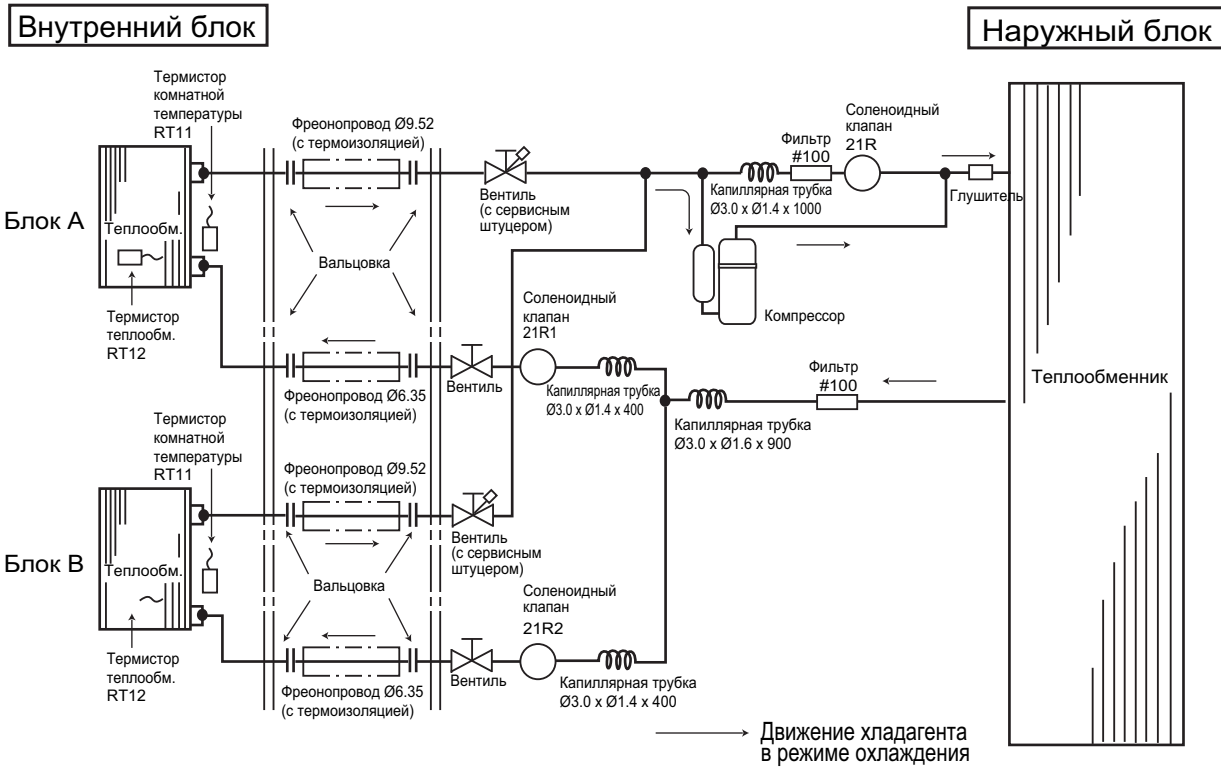 Внутренний блок
Наружный блок
Термистор
комнатной
температуры
RT11
Фреонопровод Ø9.52
(с термоизоляцией)
Вентиль
(с сервисным
штуцером)
Капиллярная трубка
Ø3.0 x Ø1.4 x 1000
Фильтр
#100
Соленоидный
клапан
21R
Глушитель
Блок A
Теплообм.
Вальцовка
Компрессор
Термистор
теплообм.
RT12
Фреонопровод Ø6.35
(с термоизоляцией)
Вентиль
Соленоидный
клапан
21R1
Капиллярная трубка
Ø3.0 x Ø1.4 x 400
Капиллярная трубка
Ø3.0 x Ø1.6 x 900
Фильтр
#100
Теплообменник
Термистор
комнатной
температуры
RT11
Фреонопровод Ø9.52
(с термоизоляцией)
Вентиль
(с сервисным
штуцером)
Блок B
Теплообм.
Вальцовка
Термистор
теплообм.
RT12
Фреонопровод Ø6.35
(с термоизоляцией)
Вентиль
Соленоидный
клапан
21R2
Капиллярная трубка
Ø3.0 x Ø1.4 x 400
Движение хладагента
в режиме охлаждения